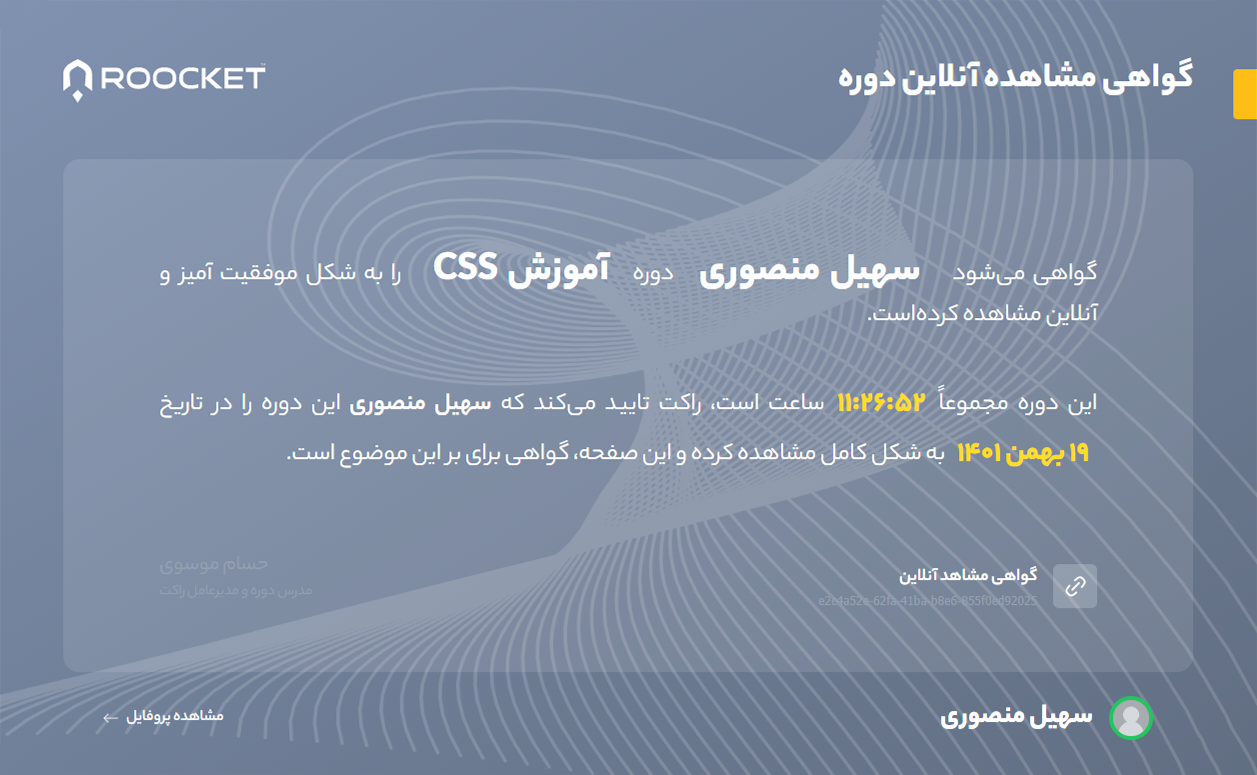 گواهی مشاهده آنلاین دوره
ROOCKET™
گواهی می‌شود سهیل منصوری دوره آموزش CSS را به شکل موفقیت آمیز و
آنلاین مشاهده کرده‌است.
این دوره مجموعاً ۱۱:۲۶:۵۲ ساعت است، راکت تایید می‌کند که سهیل منصوری این دوره را در تاریخ
۱۹ بهمن ۱۴۰۱ به شکل کامل مشاهده کرده و این صفحه، گواهی برای بر این موضوع است.
گواهی مشاهد آنلاین
e2c4a52e-62fa-41ba-b8e6-855f0ed92025
حسام موسوی
مدرس دوره و مدیرعامل راکت
سهیل منصوری
مشاهده پروفایل